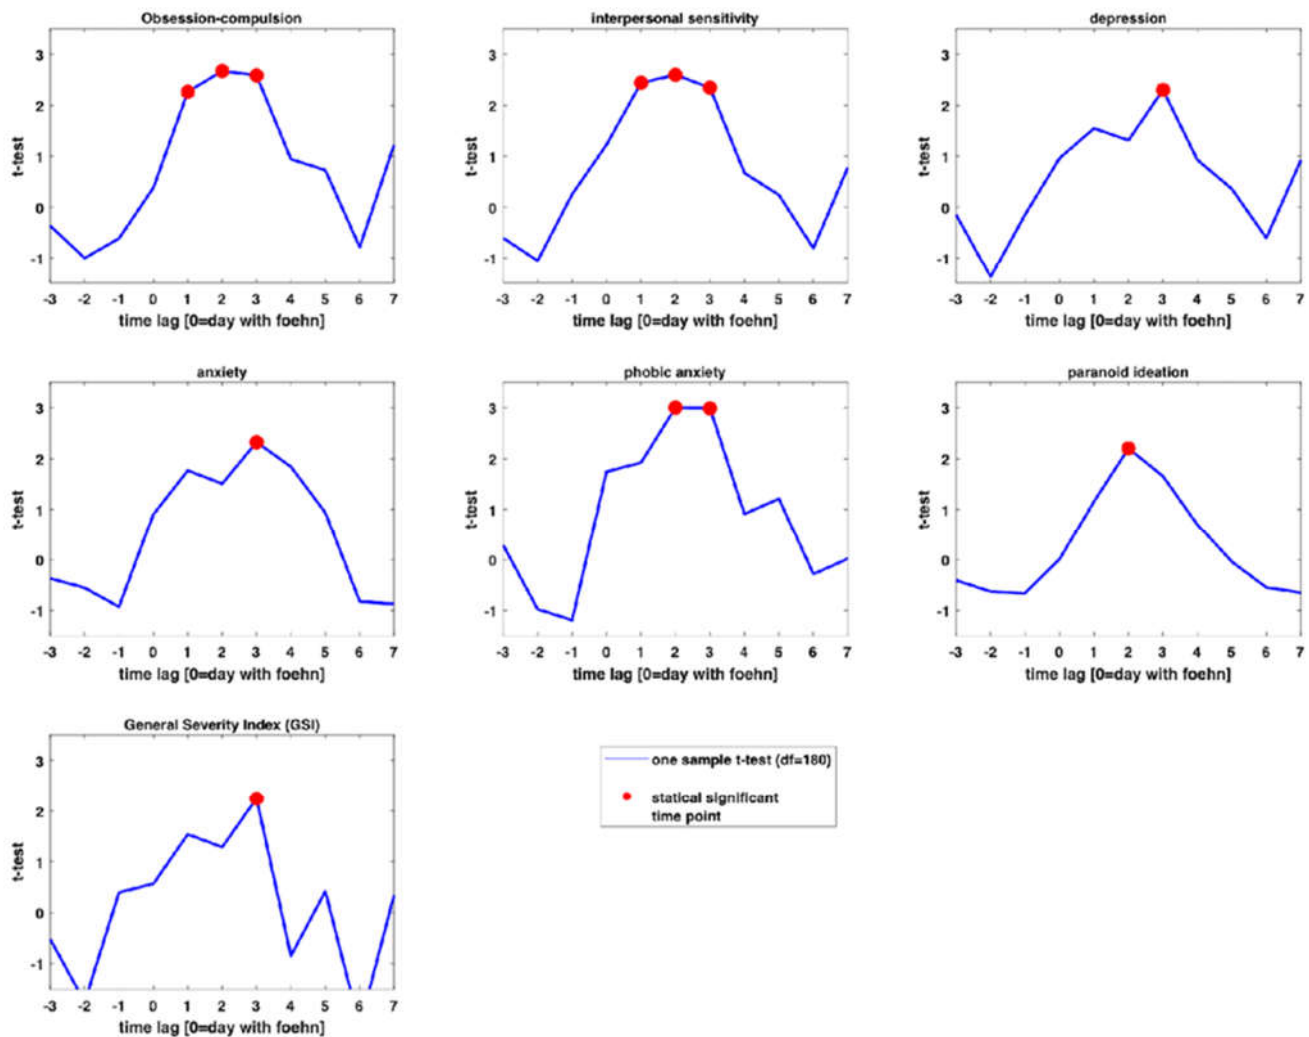 Obsession-compulsion
3
2
1
0
-1
t-test
-3 -2 -1 0 1 2 3 4 5 6 7
time lag [0=day with foehn]
interpersonal sensitivity
3
2
1
0
-1
t-test
-3 -2 -1 0 1 2 3 4 5 6 7
time lag [0=day with foehn]
depression
3
2
1
0
-1
t-test
-3 -2 -1 0 1 2 3 4 5 6 7
time lag [0=day with foehn]
anxiety
3
2
1
0
-1
t-test
-3 -2 -1 0 1 2 3 4 5 6 7
time lag [0=day with foehn]
phobic anxiety
3
2
1
0
-1
t-test
-3 -2 -1 0 1 2 3 4 5 6 7
time lag [0=day with foehn]
paranoid ideation
3
2
1
0
-1
t-test
-3 -2 -1 0 1 2 3 4 5 6 7
time lag [0=day with foehn]
General Severity Index (GSI)
3
2
1
0
-1
t-test
-3 -2 -1 0 1 2 3 4 5 6 7
time lag [0=day with foehn]
one sample t-test (df=180)
statical significant
time point